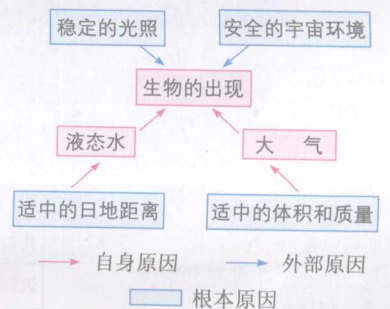 稳定的光照 安全的宇宙环境
生物的出现
液态水 大 气
适中的日地距离 适中的体积和质量
自身原因 外部原因
根本原因